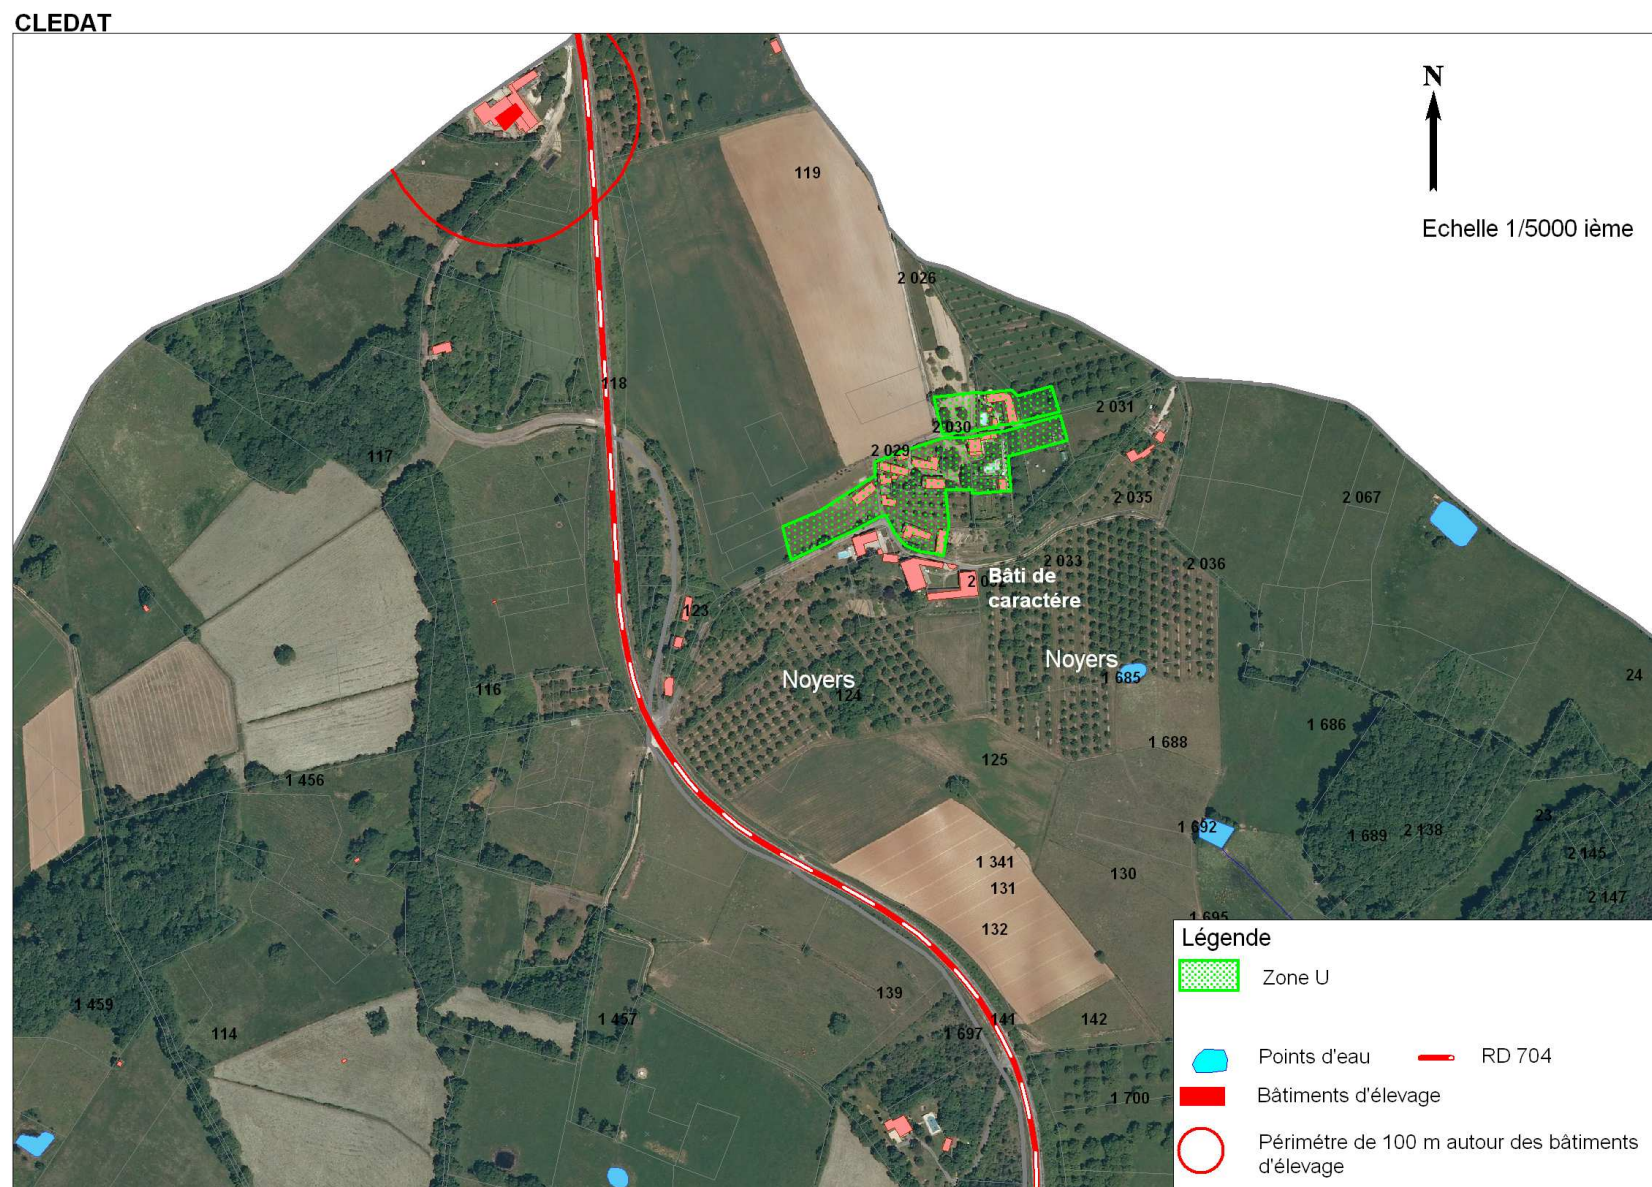 CLEDAT
N
Echelle 1/5000 ième
119
2 026
118
2 031
2 030
117
2 029
2 035
2 067
2 033
2 036
Bâti de
caractére
123
Noyers
Noyers
1 685
24
116
124
1 686
1 688
125
1 456
1 692
23
1 689
2 138
2 145
1 341
131
130
2 147
1 695
132
139
1 459
114
1 457
141
142
1 697
1 700
Légende
Zone U
Points d'eau
RD 704
Bâtiments d'élevage
Périmétre de 100 m autour des bâtiments
d'élevage